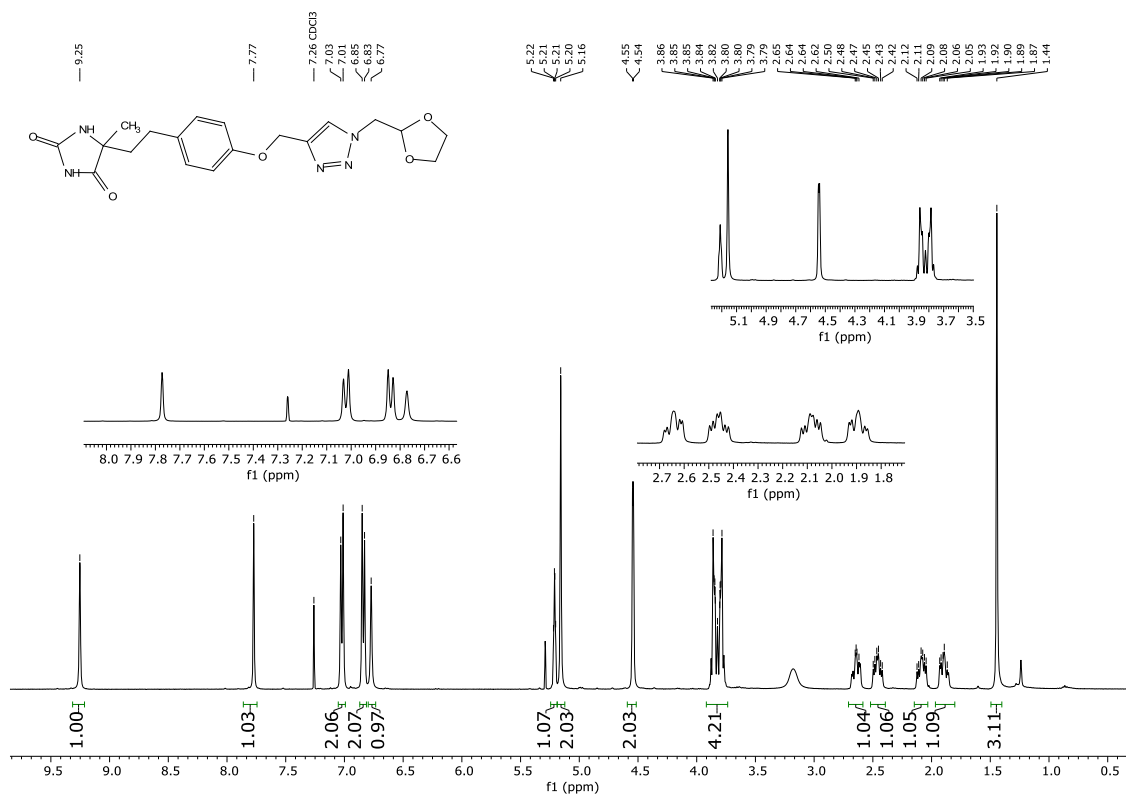 9.25 7.77 7.26 CDCl3 7.03 7.01 6.85 6.83 6.77 5.22 5.21 5.21 5.20 5.16 4.55 4.54 3.86 3.85 3.85 3.84 3.82 3.80 3.80 3.79 3.79 2.65 2.64 2.64 2.62 2.50 2.48 2.47 2.45 2.43 2.42 2.12 2.11 2.09 2.08 2.06 2.05 1.93 1.92 1.90 1.89 1.87 1.44
O NH CH3 O
NH O O N N N O
O
5.1 4.9 4.7 4.5 4.3 4.1 3.9 3.7 3.5
f1 (ppm)
8.0 7.9 7.8 7.7 7.6 7.5 7.4 7.3 7.2 7.1 7.0 6.9 6.8 6.7 6.6
f1 (ppm)
2.7 2.6 2.5 2.4 2.3 2.2 2.1 2.0 1.9 1.8
f1 (ppm)
1.00 1.03 2.06 2.07 0.97 1.07 2.03 2.03 4.21 1.04 1.06 1.05 1.09 3.11
9.5 9.0 8.5 8.0 7.5 7.0 6.5 6.0 5.5 5.0 4.5 4.0 3.5 3.0 2.5 2.0 1.5 1.0 0.5
f1 (ppm)